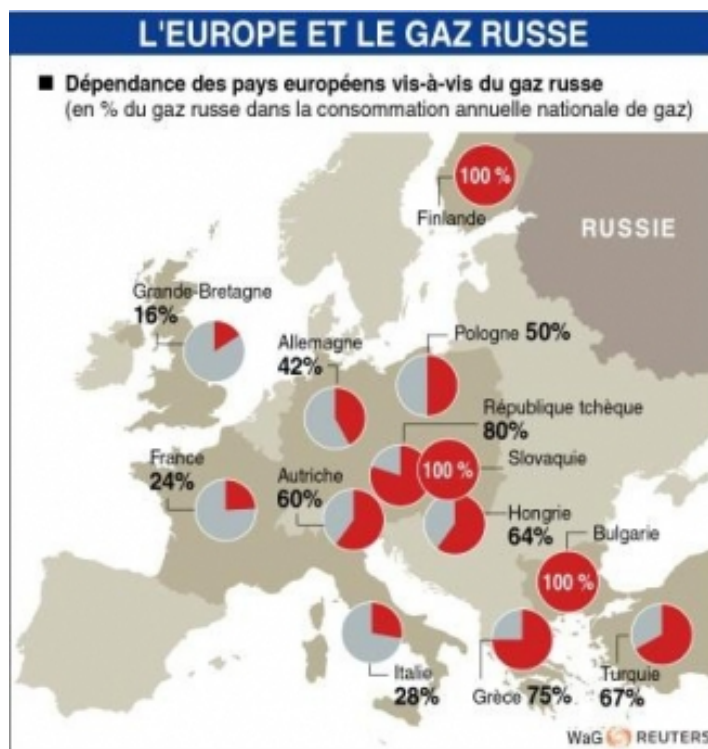 L'EUROPE ET LE GAZ RUSSE
■ Dépendance des pays européens vis-à-vis du gaz russe
(en % du gaz russe dans la consommation annuelle nationale de gaz)
100 %
Finlande
RUSSIE
Grande-Bretagne
16%
Allemagne
42%
Pologne 50%
République tchèque
80%
100 %
Slovaquie
France
24%
Autriche
60%
Hongrie
64%
Bulgarie
100 %
Italie
28%
Grèce 75%
Turquie
67%
WaG REUTERS